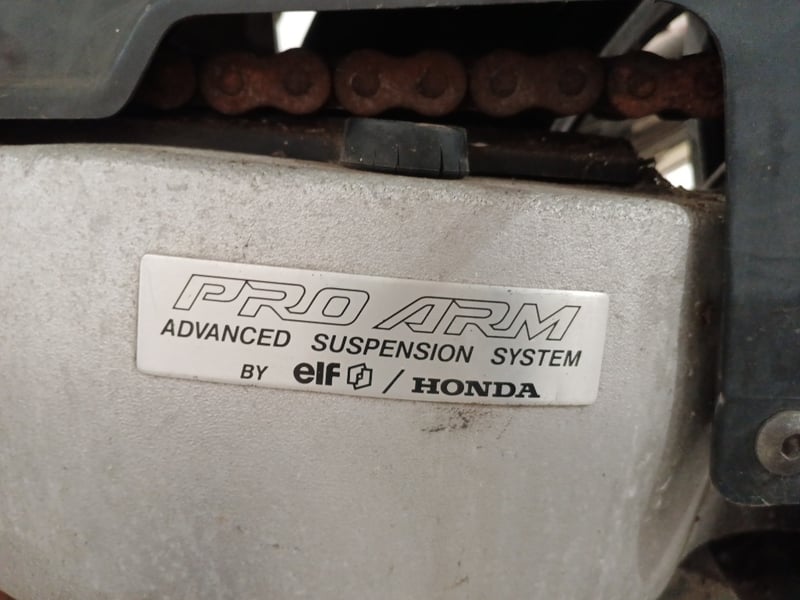 PRO ARM
ADVANCED SUSPENSION SYSTEM
BY elf / HONDA